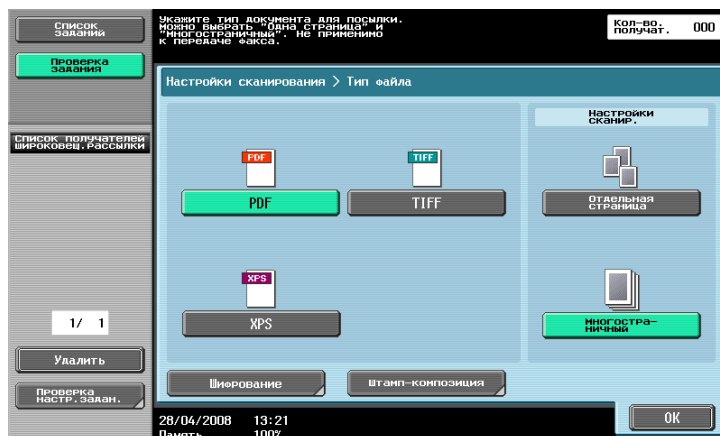 Список
заданий
Укажите тип документа для посылки.
Можно выбрать "Одна страница" и
"Многостраничный". Не применимо
к передаче факса.
Кол-во.
получат.
000
Проверка
задания
Настройки сканирования > Тип файла
Настройки
сканир.
Список получателей
широковещ.рассылки
PDF
TIFF
PDF
TIFF
Отдельная
страница
XPS
XPS
Многостра-
ничный
1/ 1
Удалить
Проверка
настр.задан.
Шифрование
Штамп-композиция
28/04/2008 13:21
Память 100%
OK